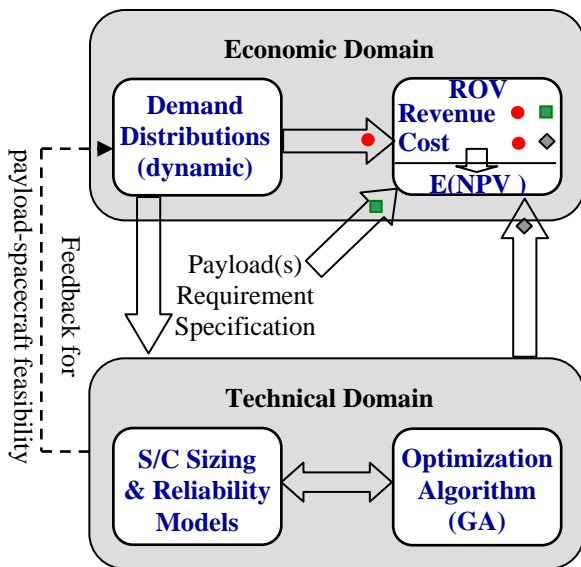 Economic Domain
Demand
Distributions
(dynamic)
ROV
Revenue
Cost
E(NPV )
Payload(s)
Requirement
Specification
Feedback for
payload-spacecraft feasibility
Technical Domain
S/C Sizing
& Reliability
Models
Optimization
Algorithm
(GA)